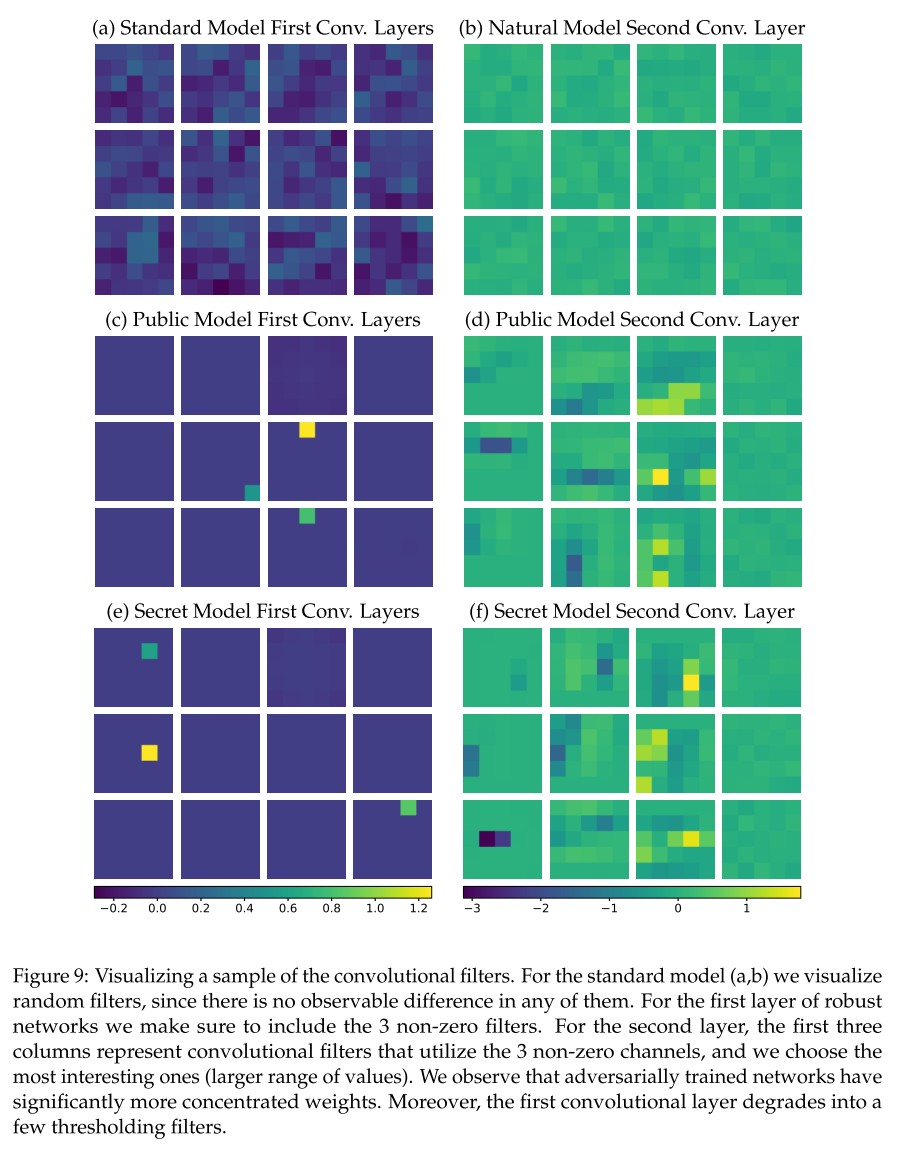 (a) Standard Model First Conv. Layers
(b) Natural Model Second Conv. Layer
(c) Public Model First Conv. Layers
(d) Public Model Second Conv. Layer
(e) Secret Model First Conv. Layers
(f) Secret Model Second Conv. Layer
−0.2 0.0 0.2 0.4 0.6 0.8 1.0 1.2
−3 −2 −1 0 1
Figure 9: Visualizing a sample of the convolutional filters. For the standard model (a,b) we visualize
random filters, since there is no observable difference in any of them. For the first layer of robust
networks we make sure to include the 3 non-zero filters. For the second layer, the first three
columns represent convolutional filters that utilize the 3 non-zero channels, and we choose the
most interesting ones (larger range of values). We observe that adversarially trained networks have
significantly more concentrated weights. Moreover, the first convolutional layer degrades into a
few thresholding filters.